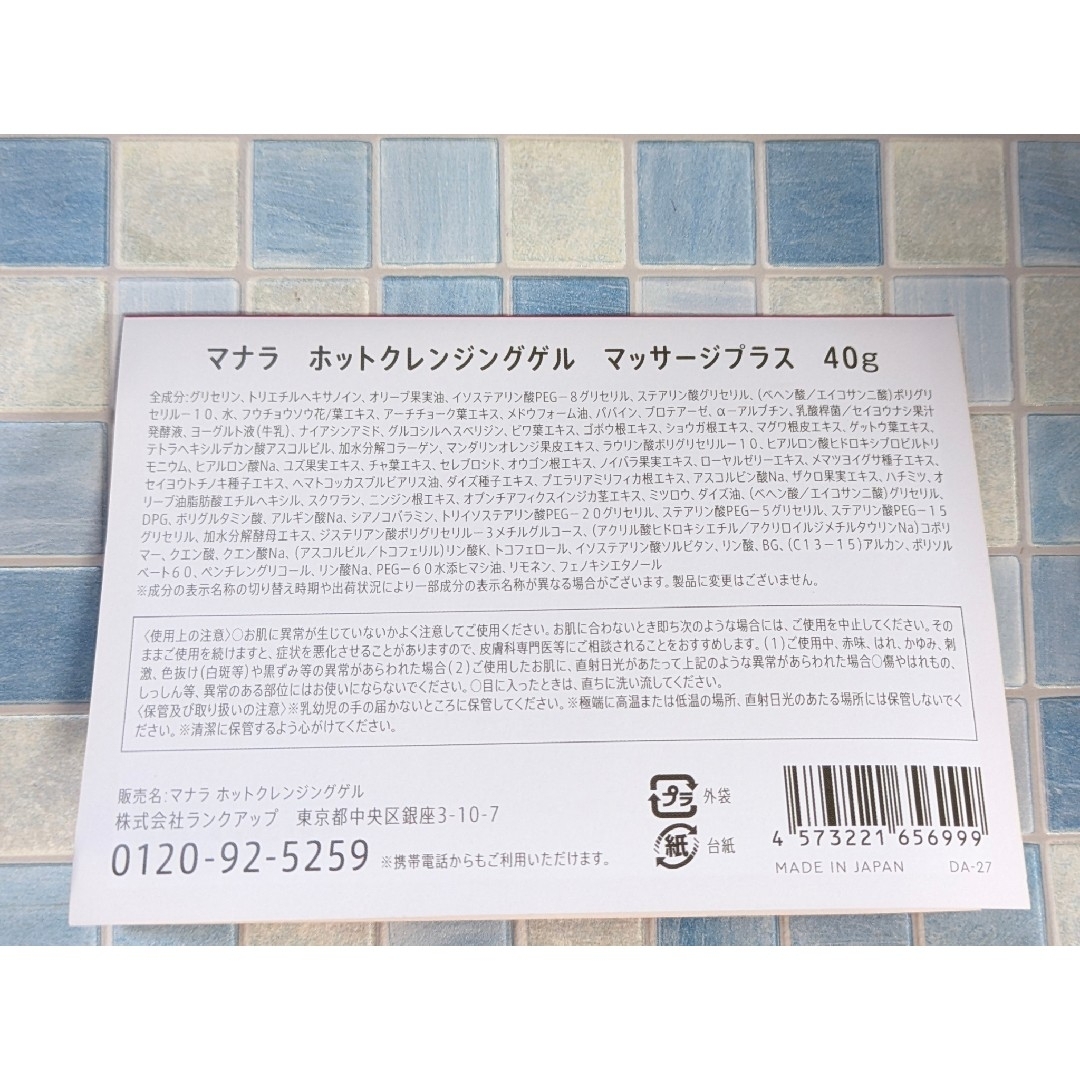 マナラ ホットクレンジングゲル マッサージプラス 40g
全成分:グリセリン、トリエチルヘキサノイン、オリーブ果実油、イソステアリン酸PEG-8グリセリル、ステアリン酸グリセリル、(ベヘン酸/エイコサン二酸)ポリグリ
セリル-10、水、フウチョウソウ花/葉エキス、アーチチョーク葉エキス、メドウフォーム油、パパイン、プロテアーゼ、α-アルブチン、乳酸桿菌/セイヨウナシ果汁
発酵液、ヨーグルト液(牛乳)、ナイアシンアミド、グルコシルヘスペリジン、ビワ葉エキス、ゴボウ根エキス、ショウガ根エキス、マグワ根皮エキス、ゲットウ葉エキス、
テトラヘキシルデカン酸アスコルビル、加水分解コラーゲン、マンダリンオレンジ果皮エキス、ラウリン酸ポリグリセリル-10、ヒアルロン酸ヒドロキシプロピルトリ
モニウム、ヒアルロン酸Na、ユズ果実エキス、チャ葉エキス、セレブロシド、オウゴン根エキス、ノイバラ果実エキス、ローヤルゼリーエキス、メマツヨイグサ種子エキス、
セイヨウトチノキ種子エキス、ヘマトコッカスプルビアリス油、ダイズ種子エキス、プエラリアミリフィカ根エキス、アスコルビン酸Na、ザクロ果実エキス、ハチミツ、オ
リーブ油脂肪酸エチルヘキシル、スクワラン、ニンジン根エキス、オプンチアフィクスインジカ茎エキス、ミツロウ、ダイズ油、(ベヘン酸/エイコサン二酸)グリセリル、
DPG、ポリグルタミン酸、アルギン酸Na、シアノコバラミン、トリイソステアリン酸PEG-20グリセリル、ステアリン酸PEG-5グリセリル、ステアリン酸PEG-15
グリセリル、加水分解酵母エキス、ジステアリン酸ポリグリセリル-3メチルグルコース、(アクリル酸ヒドロキシエチル/アクリロイルジメチルタウリンNa)コポリ
マー、クエン酸、クエン酸Na、(アスコルビル/トコフェリル)リン酸K、トコフェロール、イソステアリン酸ソルビタン、リン酸、BG、(C13-15)アルカン、ポリソル
ベート60、ペンチレングリコール、リン酸Na、PEG-60水添ヒマシ油、リモネン、フェノキシエタノール
※成分の表示名称の切り替え時期や出荷状況により一部成分の表示名称が異なる場合がございます。製品に変更はございません。
〈使用上の注意〉○お肌に異常が生じていないかよく注意してご使用ください。お肌に合わないとき即ち次のような場合には、ご使用を中止してください。その
ままご使用を続けますと、症状を悪化させることがありますので、皮膚科専門医等にご相談されることをおすすめします。(1)ご使用中、赤味、はれ、かゆみ、刺
激、色抜け(白斑等)や黒ずみ等の異常があらわれた場合(2)ご使用したお肌に、直射日光があたって上記のような異常があらわれた場合○傷やはれもの、
しっしん等、異常のある部位にはお使いにならないでください。○目に入ったときは、直ちに洗い流してください。
〈保管及び取り扱いの注意〉※乳幼児の手の届かないところに保管してください。※極端に高温または低温の場所、直射日光のあたる場所には保管しないでく
ださい。※清潔に保管するよう心がけてください。
販売名:マナラ ホットクレンジングゲル
株式会社ランクアップ 東京都中央区銀座3-10-7
0120-92-5259 ※携帯電話からもご利用いただけます。
プラ 外袋
紙 台紙
4 573221 656999
MADE IN JAPAN DA-27